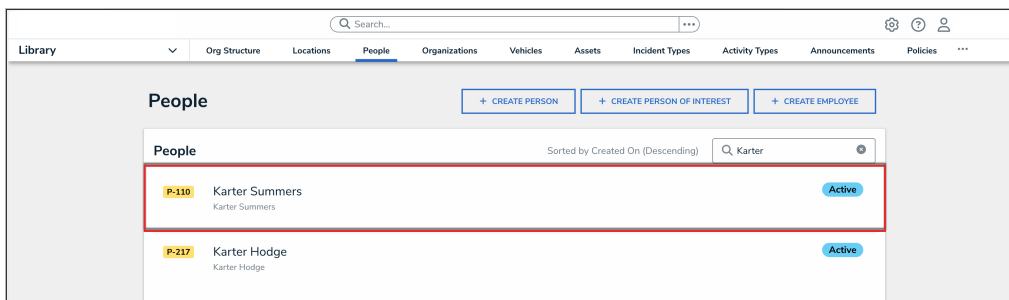 Search...
Library Org Structure Locations People Organizations Vehicles Assets Incident Types Activity Types Announcements Policies
People + CREATE PERSON + CREATE PERSON OF INTEREST + CREATE EMPLOYEE
People Sorted by Created On (Descending) Karter
P-110 Karter Summers Active
Karter Summers
P-217 Karter Hodge Active
Karter Hodge